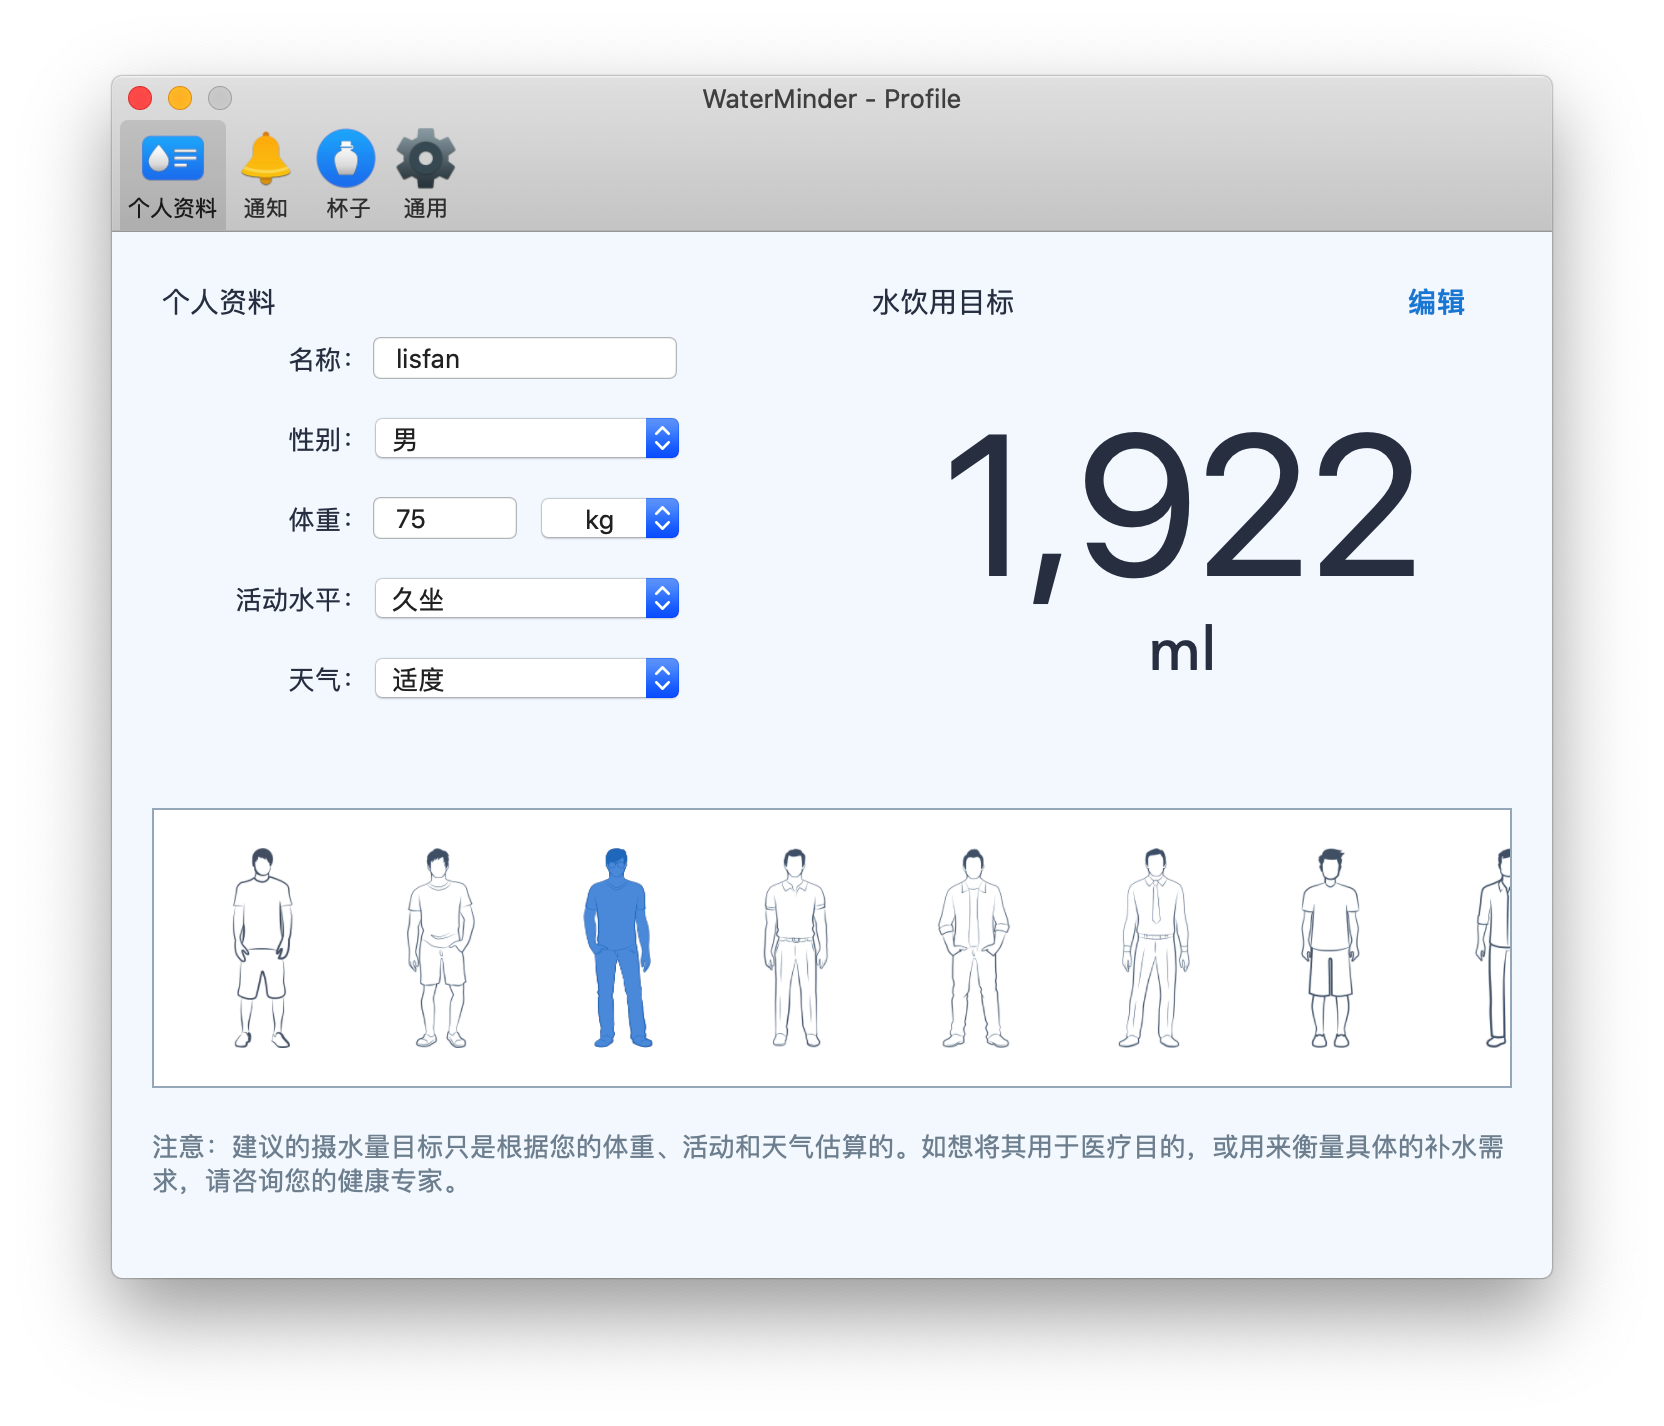 WaterMinder - Profile
个人资料
通知
杯子
通用
个人资料
名称：
lisfan
性别：
男
体重：
75
kg
活动水平：
久坐
天气：
适度
水饮用目标
编辑
1,922
ml
注意：建议的摄水量目标只是根据您的体重、活动和天气估算的。如想将其用于医疗目的，或用来衡量具体的补水需
求，请咨询您的健康专家。